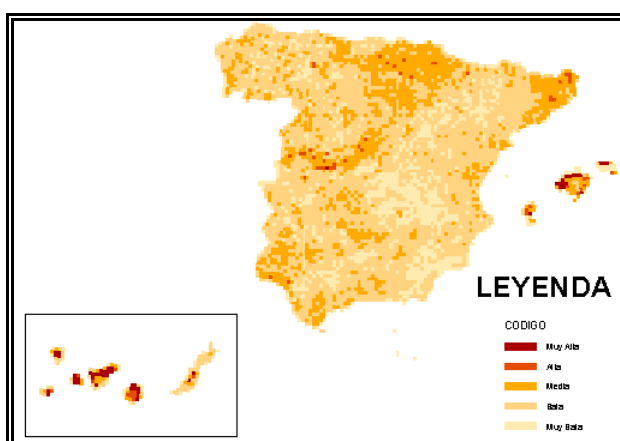 LEYENDA
CODIGO
Muy Alta
Alta
Media
Baja
Muy Baja